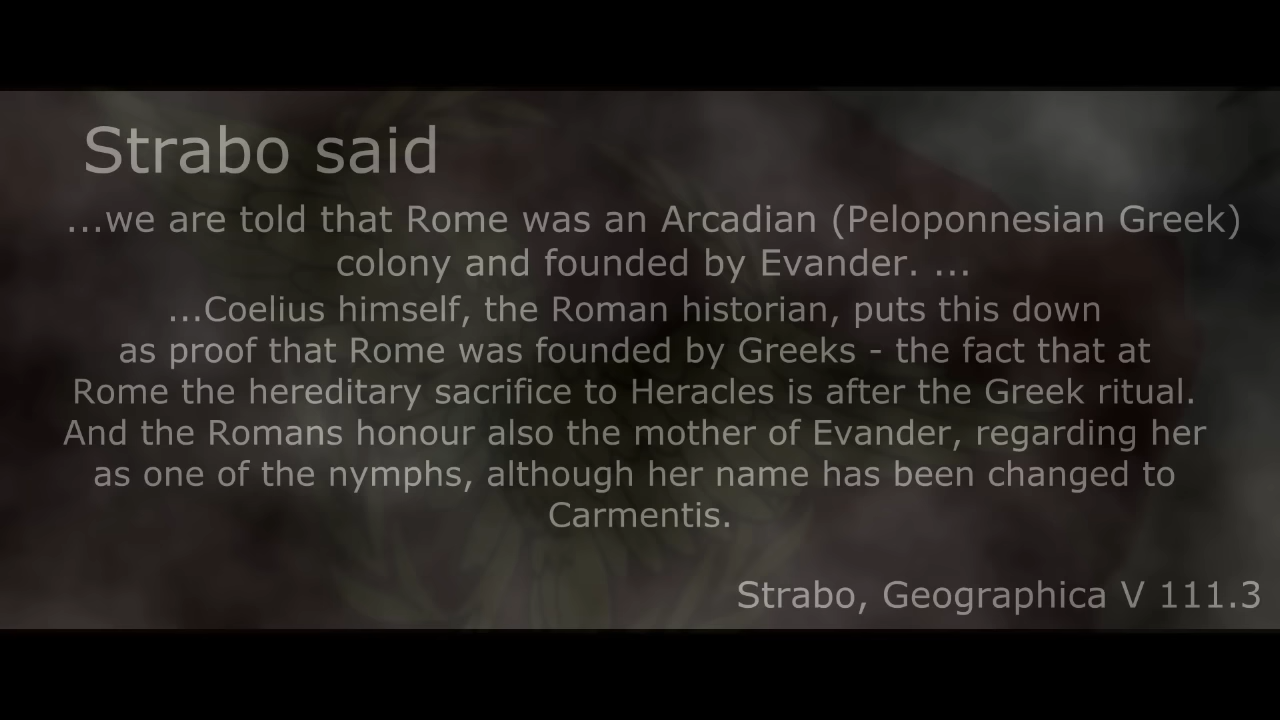 Strabo said
...we are told that Rome was an Arcadian (Peloponnesian Greek)
colony and founded by Evander. ...
...Coelius himself, the Roman historian, puts this down
as proof that Rome was founded by Greeks - the fact that at
Rome the hereditary sacrifice to Heracles is after the Greek ritual.
And the Romans honour also the mother of Evander, regarding her
as one of the nymphs, although her name has been changed to
Carmentis.
Strabo, Geographica V 111.3